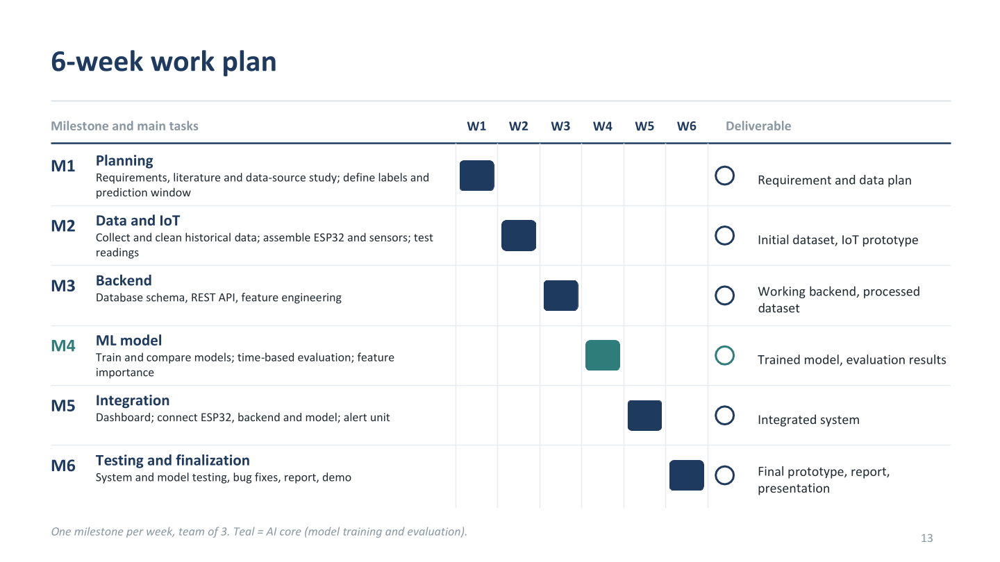 6-week work plan
Milestone and main tasks W1 W2 W3 W4 W5 W6 Deliverable
M1 Planning
Requirements, literature and data-source study; define labels and
prediction window
Requirement and data plan
M2 Data and IoT
Collect and clean historical data; assemble ESP32 and sensors; test
readings
Initial dataset, IoT prototype
M3 Backend
Database schema, REST API, feature engineering
Working backend, processed
dataset
M4 ML model
Train and compare models; time-based evaluation; feature
importance
Trained model, evaluation results
M5 Integration
Dashboard; connect ESP32, backend and model; alert unit
Integrated system
M6 Testing and finalization
System and model testing, bug fixes, report, demo
Final prototype, report,
presentation
One milestone per week, team of 3. Teal = AI core (model training and evaluation).
13